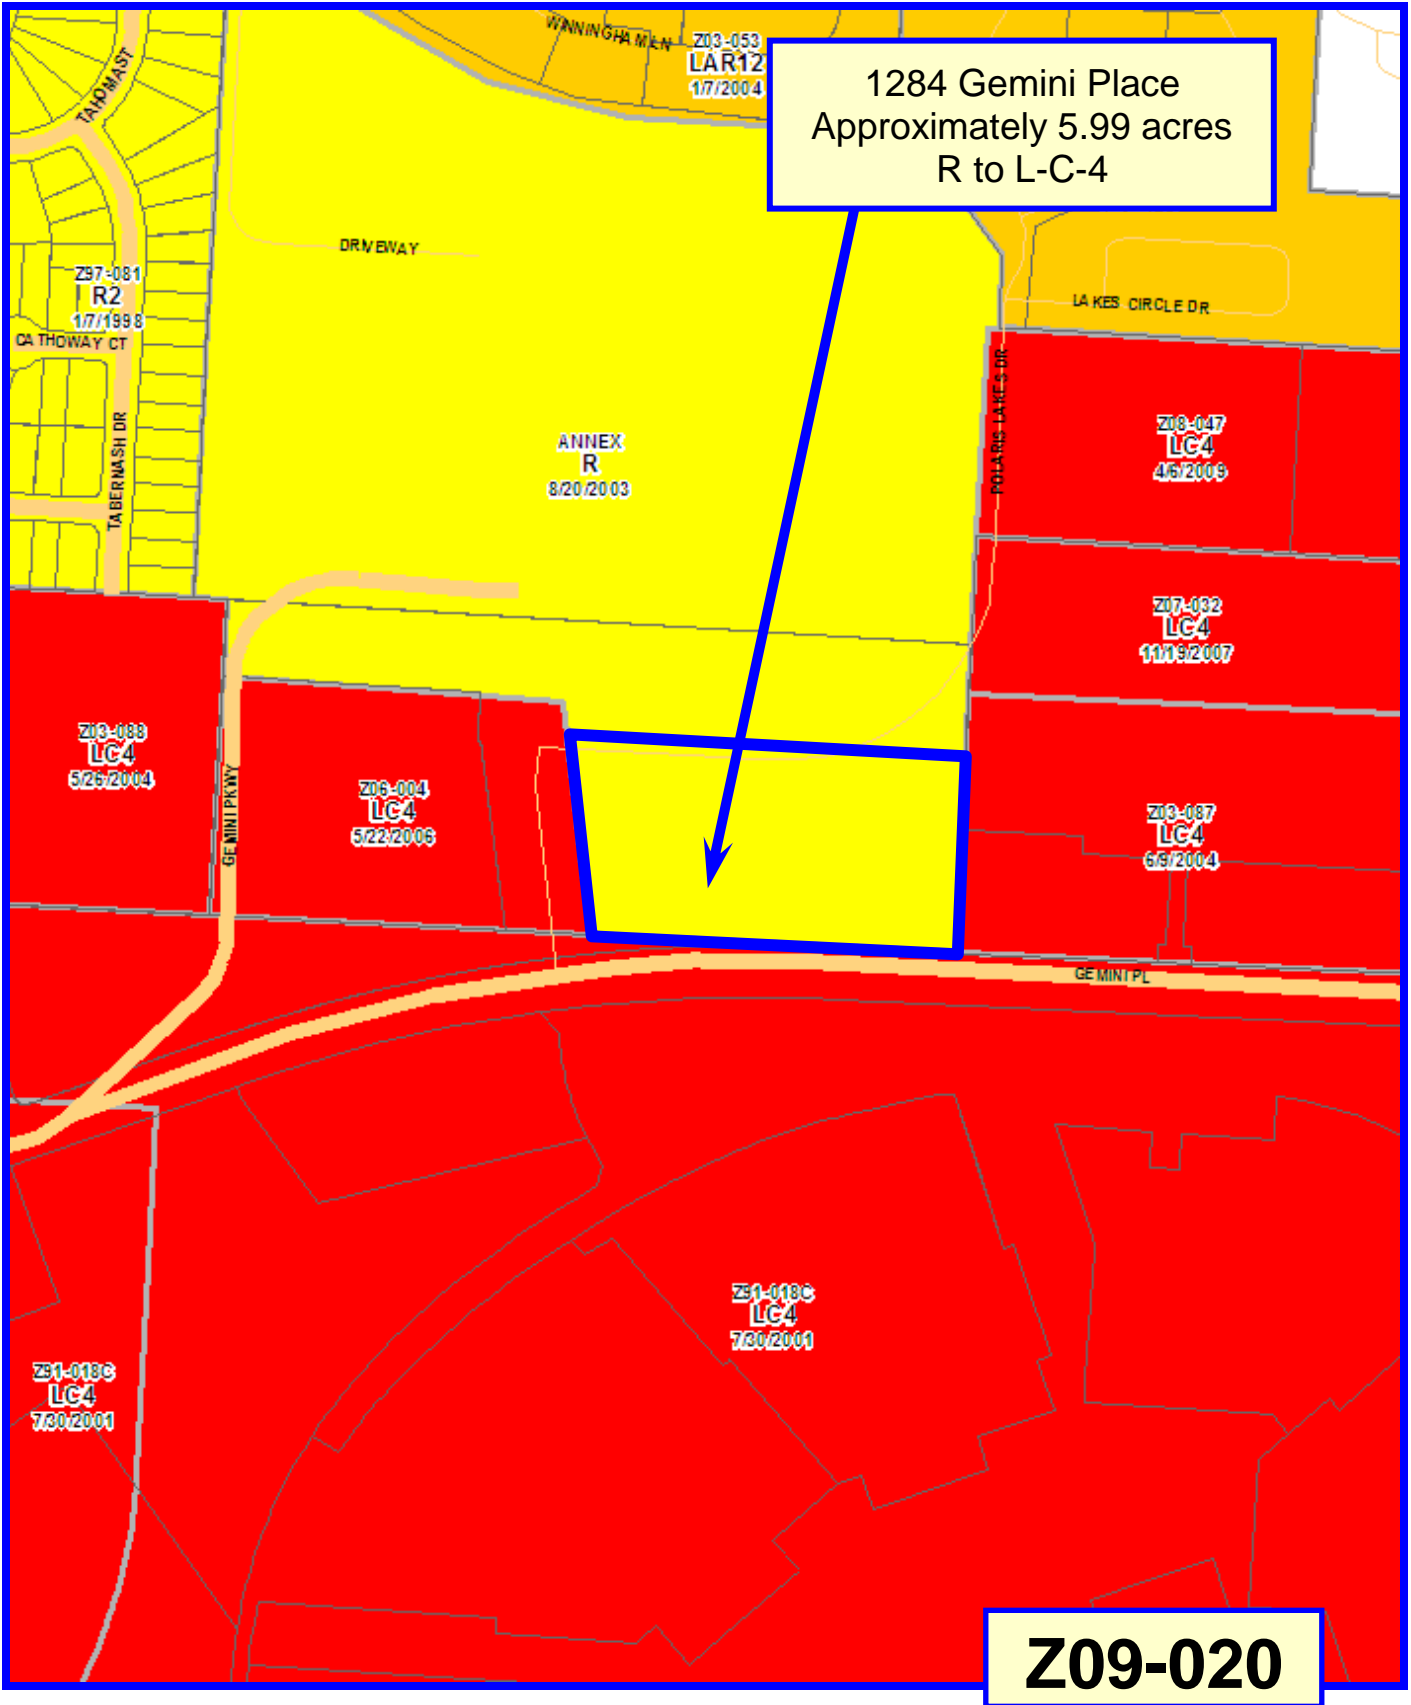 WINNINGHAM LN
Z03-053
LAR12
1/7/2004
1284 Gemini Place
Approximately 5.99 acres
R to L-C-4
TAHOMA ST
DRIVEWAY
Z97-081
R2
1/7/1998
CATHOWAY CT
LAKES CIRCLE DR
POLARIS LAKES DR
TABERNASH DR
ANNEX
R
8/20/2003
Z08-047
LC4
4/6/2009
Z07-032
LC4
11/19/2007
Z03-088
LC4
5/26/2004
GEMINI PKWY
Z06-004
LC4
5/22/2006
Z03-087
LC4
6/9/2004
GEMINI PL
Z91-018C
LC4
7/30/2001
Z91-018C
LC4
7/30/2001
Z09-020